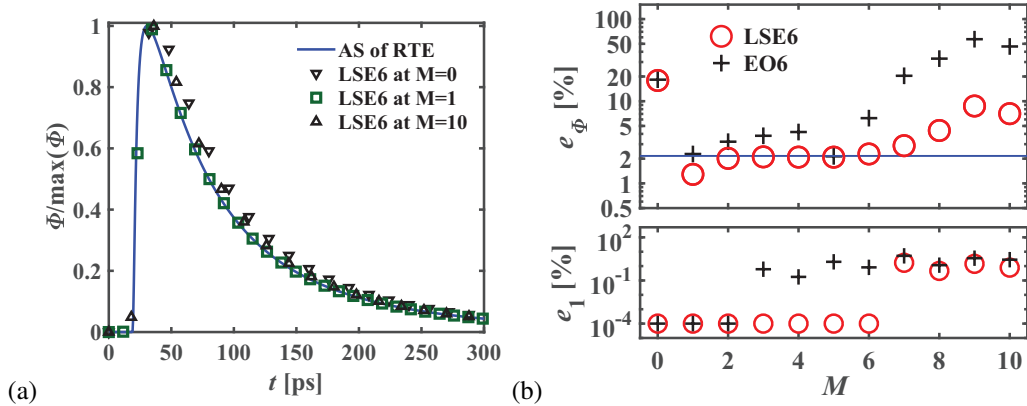 AS of RTE
LSE6 at M=0
LSE6 at M=1
LSE6 at M=10
Φ/max(Φ)
1
0.8
0.6
0.4
0.2
0
0 50 100 150 200 250 300
t [ps]
(a)
LSE6
EO6
e_Φ [%]
50
20
10
5
2
1
0.5
e_1 [%]
10^2
10^-1
10^-4
0 2 4 6 8 10
M
(b)